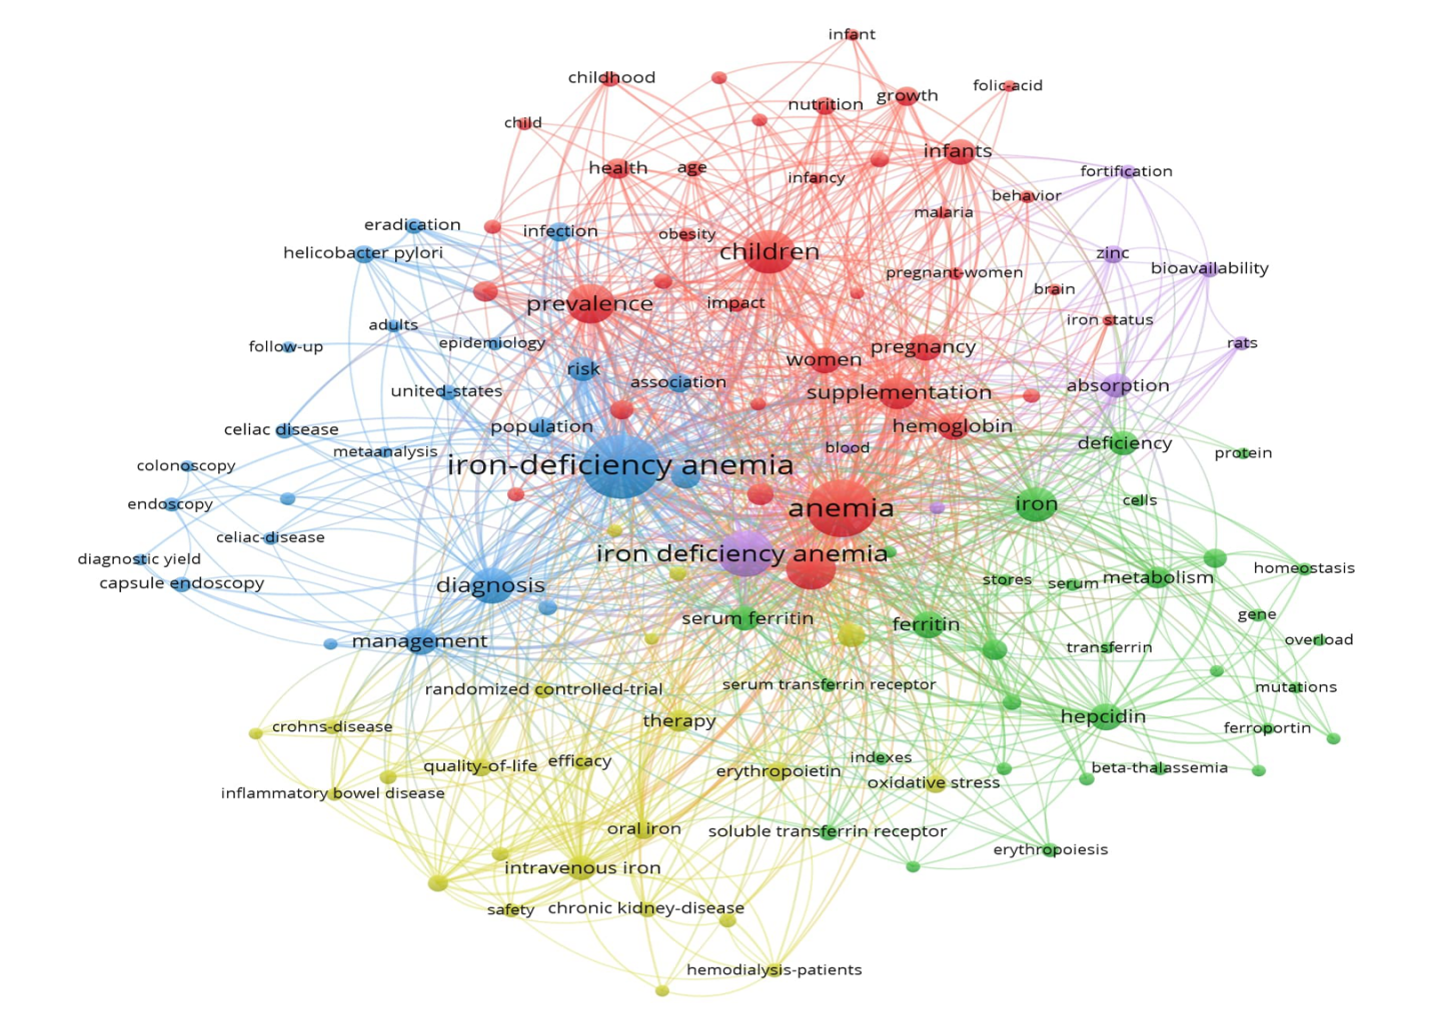 infant
childhood
folic-acid
growth
nutrition
child
infants
health
age
fortification
infancy
behavior
malaria
eradication
infection
obesity
helicobacter pylori
children
zinc
bioavailability
pregnant-women
brain
prevalence
impact
iron status
adults
follow-up
epidemiology
pregnancy
rats
women
risk
association
absorption
united-states
supplementation
population
hemoglobin
celiac disease
deficiency
blood
metaanalysis
protein
colonoscopy
iron-deficiency anemia
endoscopy
anemia
iron
cells
celiac-disease
diagnostic yield
iron deficiency anemia
homeostasis
capsule endoscopy
diagnosis
stores
serum
metabolism
gene
serum ferritin
ferritin
management
overload
transferrin
randomized controlled-trial
serum transferrin receptor
mutations
therapy
hepcidin
crohns-disease
ferroportin
quality-of-life
efficacy
erythropoietin
indexes
beta-thalassemia
oxidative stress
inflammatory bowel disease
oral iron
soluble transferrin receptor
erythropoiesis
intravenous iron
safety
chronic kidney-disease
hemodialysis-patients